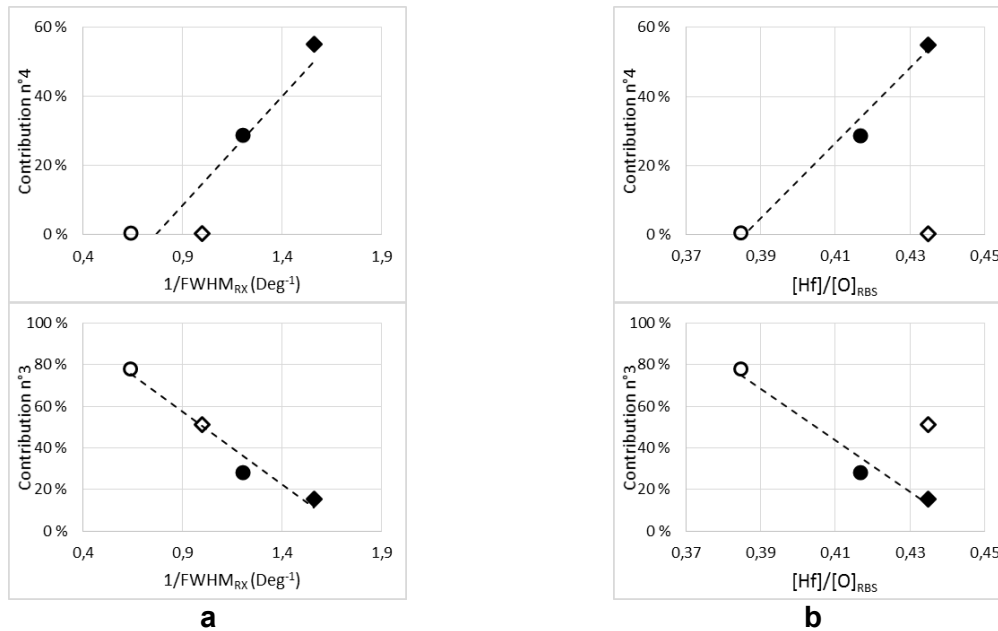 60 %
40 %
20 %
0 %
Contribution n°4
0,4 0,9 1,4 1,9
1/FWHM_RX (Deg⁻¹)
100 %
80 %
60 %
40 %
20 %
0 %
Contribution n°3
0,4 0,9 1,4 1,9
1/FWHM_RX (Deg⁻¹)
a
60 %
40 %
20 %
0 %
Contribution n°4
0,37 0,39 0,41 0,43 0,45
[Hf]/[O]_RBS
100 %
80 %
60 %
40 %
20 %
0 %
Contribution n°3
0,37 0,39 0,41 0,43 0,45
[Hf]/[O]_RBS
b